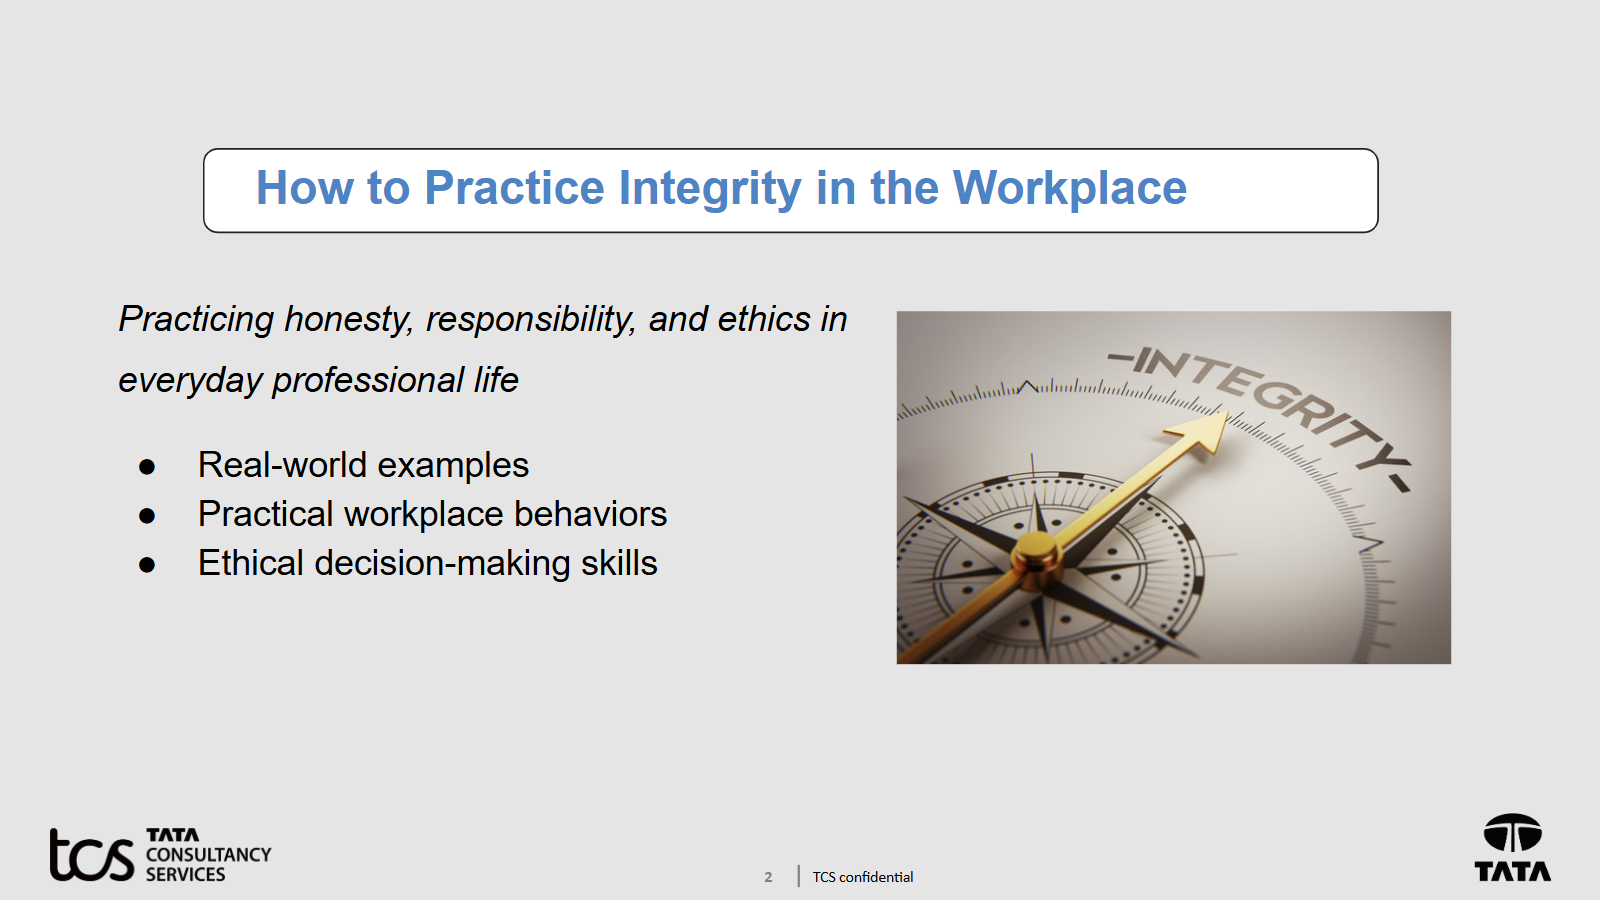 How to Practice Integrity in the Workplace
Practicing honesty, responsibility, and ethics in
everyday professional life
● Real-world examples
● Practical workplace behaviors
● Ethical decision-making skills
-INTEGRITY-
tcs TATA
CONSULTANCY
SERVICES
2 | TCS confidential
TATA